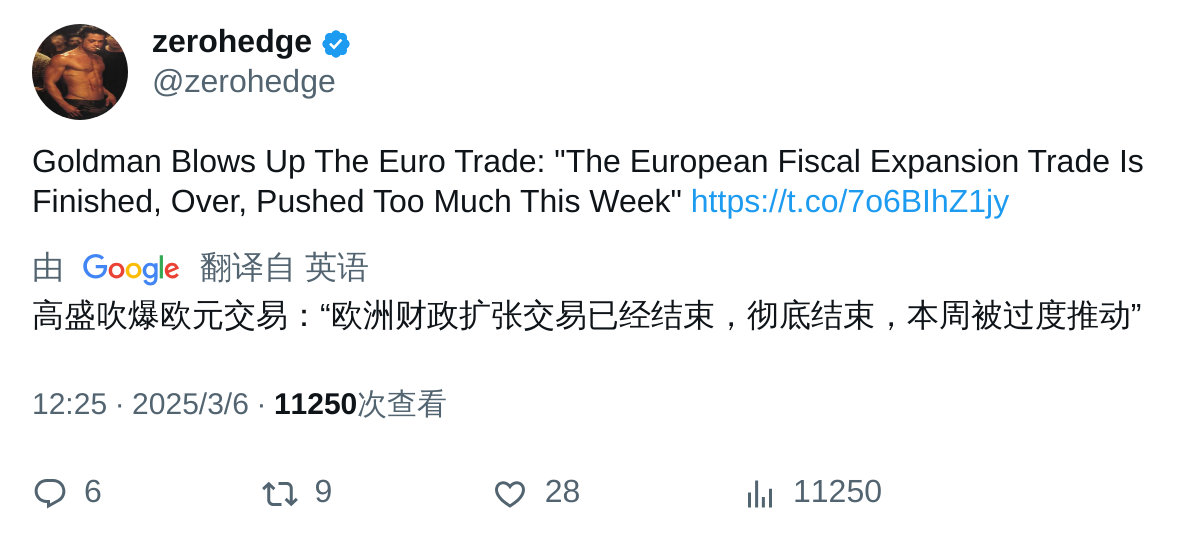 zerohedge
@zerohedge
Goldman Blows Up The Euro Trade: "The European Fiscal Expansion Trade Is
Finished, Over, Pushed Too Much This Week" https://t.co/7o6BIhZ1jy
由 Google 翻译自 英语
高盛吹爆欧元交易：“欧洲财政扩张交易已经结束，彻底结束，本周被过度推动”
12:25 · 2025/3/6 · 11250次查看
6 9 28 11250